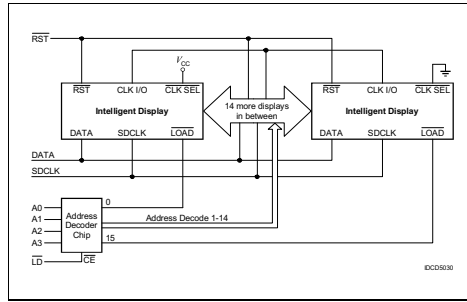 RST
VCC
RST CLK I/O CLK SEL
Intelligent Display
DATA SDCLK LOAD
14 more displays
in between
RST CLK I/O CLK SEL
Intelligent Display
DATA SDCLK LOAD
DATA
SDCLK
A0
A1
A2
A3
Address
Decoder
Chip
0
Address Decode 1-14
15
LD
CE
IDCD5030